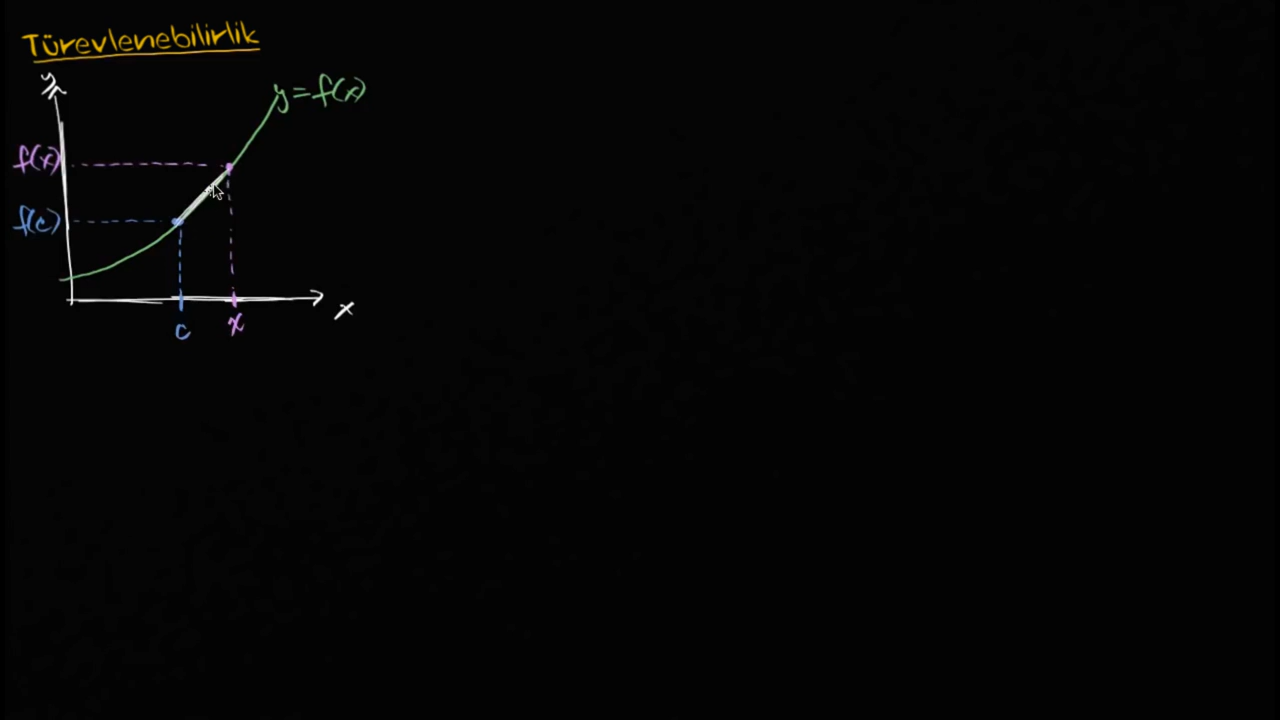 Türevlenebilirlik
y
y=f(x)
f(x)
f(c)
x
c
x